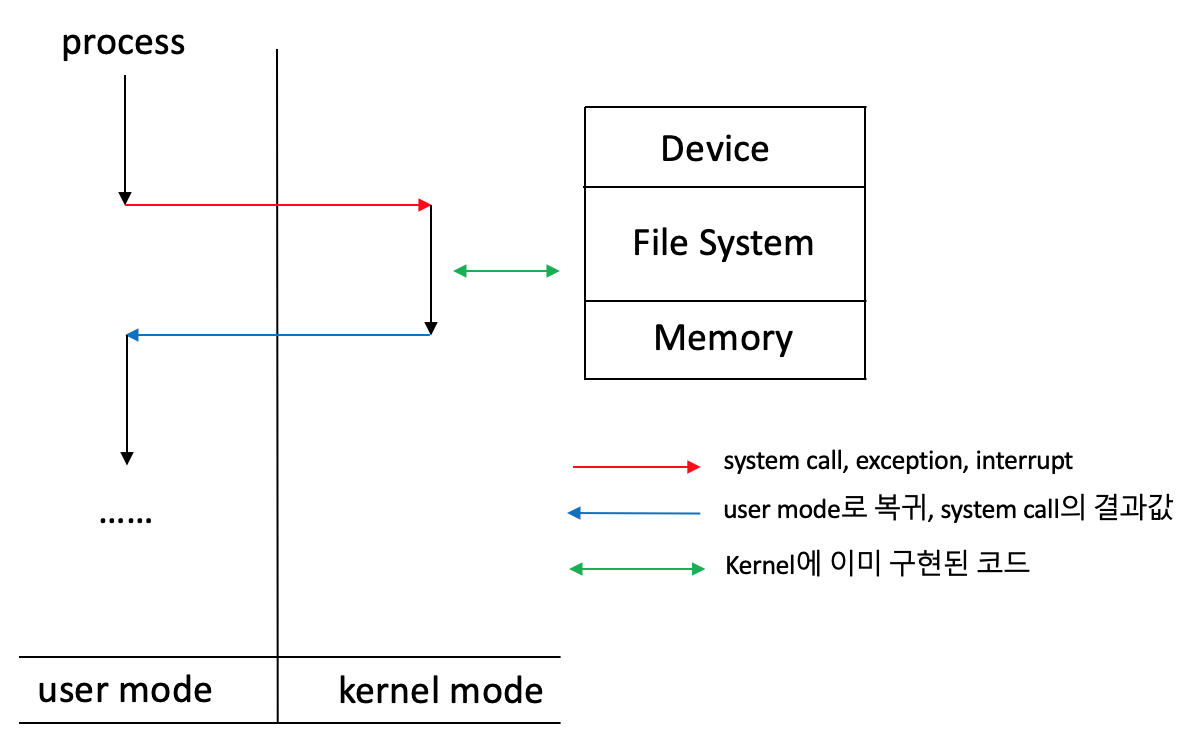 process
Device
File System
Memory
system call, exception, interrupt
user mode로 복귀, system call의 결과값
Kernel에 이미 구현된 코드
……
user mode
kernel mode